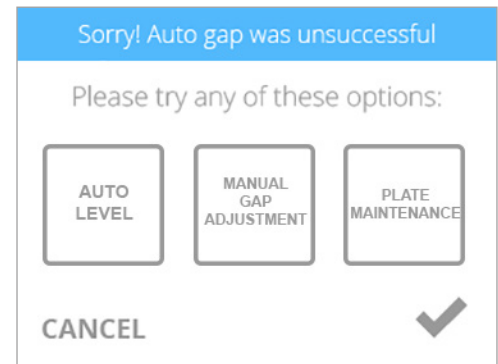 Sorry! Auto gap was unsuccessful
Please try any of these options:
AUTO
LEVEL
MANUAL
GAP
ADJUSTMENT
PLATE
MAINTENANCE
CANCEL